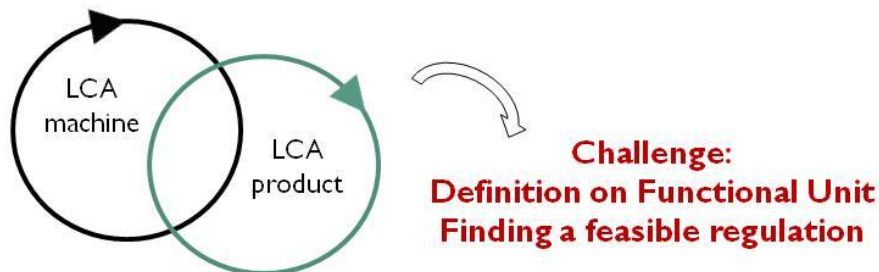 LCA
machine
LCA
product
Challenge:
Definition on Functional Unit
Finding a feasible regulation